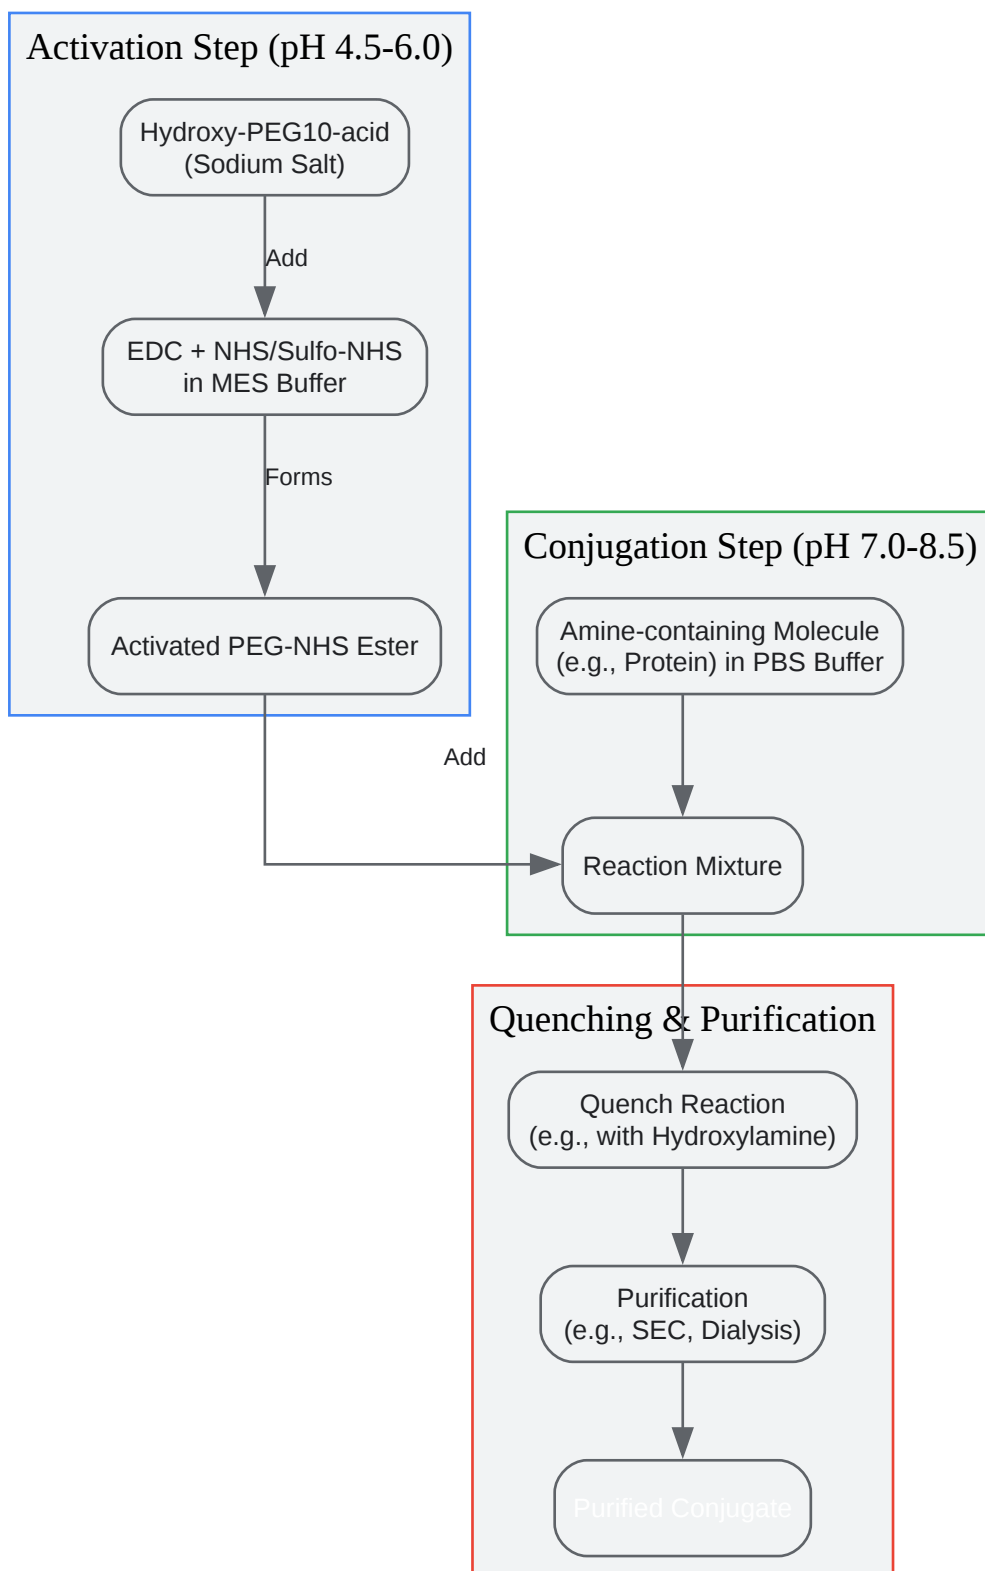 Activation Step (pH 4.5-6.0)
Hydroxy-PEG10-acid
(Sodium Salt)
Add
EDC + NHS/Sulfo-NHS
in MES Buffer
Forms
Activated PEG-NHS Ester
Conjugation Step (pH 7.0-8.5)
Amine-containing Molecule
(e.g., Protein) in PBS Buffer
Add
Reaction Mixture
Quenching & Purification
Quench Reaction
(e.g., with Hydroxylamine)
Purification
(e.g., SEC, Dialysis)
Purified Conjugate